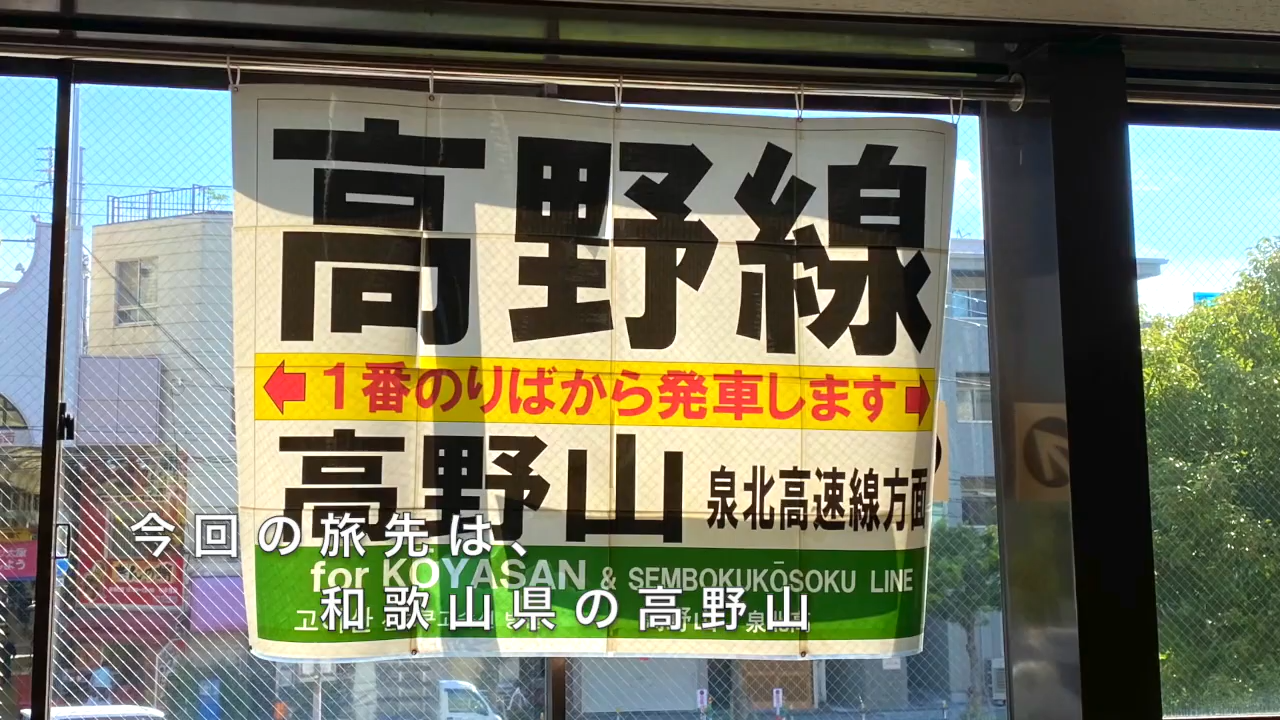 高野線
1番のりばから発車します
高野山 泉北高速線方面
for KOYASAN & SEMBOKUKŌSOKU LINE
今回の旅先は、
和歌山県の高野山